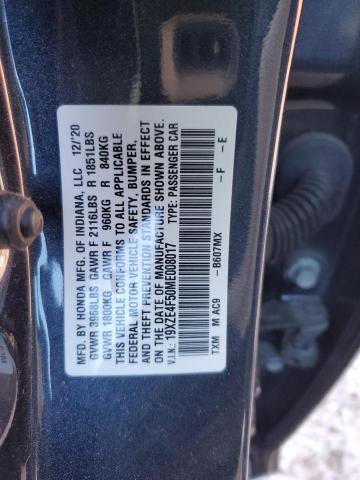 MFD. BY HONDA MFG. OF INDIANA, LLC 12/'20
GVWR 3968LBS GAWR F 2116LBS R 1851LBS
GVWR 1800KG GAWR F 960KG R 840KG
THIS VEHICLE CONFORMS TO ALL APPLICABLE
FEDERAL MOTOR VEHICLE SAFETY, BUMPER,
AND THEFT PREVENTION STANDARDS IN EFFECT
ON THE DATE OF MANUFACTURE SHOWN ABOVE.
V.I.N.: 19XZE4F50ME008017 TYPE: PASSENGER CAR
TXM M AC9 –B607MX –F –E